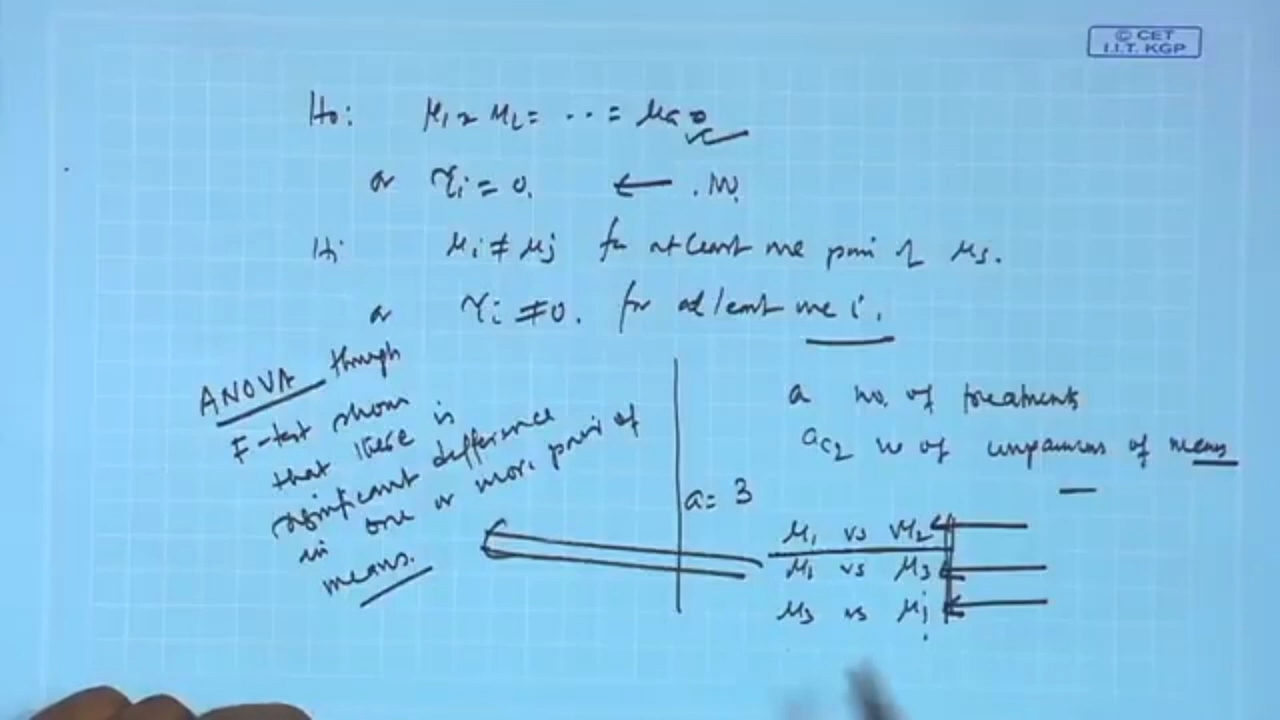 © CET
I.I.T. KGP
H₀: μ₁ = μ₂ = ... = μₐ
or τᵢ = 0.
H₁ μᵢ ≠ μⱼ for at least one pair of μs.
or τᵢ ≠ 0. for at least one i.
ANOVA through
F-test shows
that there is
significant difference
in one or more pair of
means.
a no. of treatments
aC₂ no of comparisons of means
a = 3
μ₁ vs μ₂
μ₁ vs μ₃
μ₃ vs μⱼ